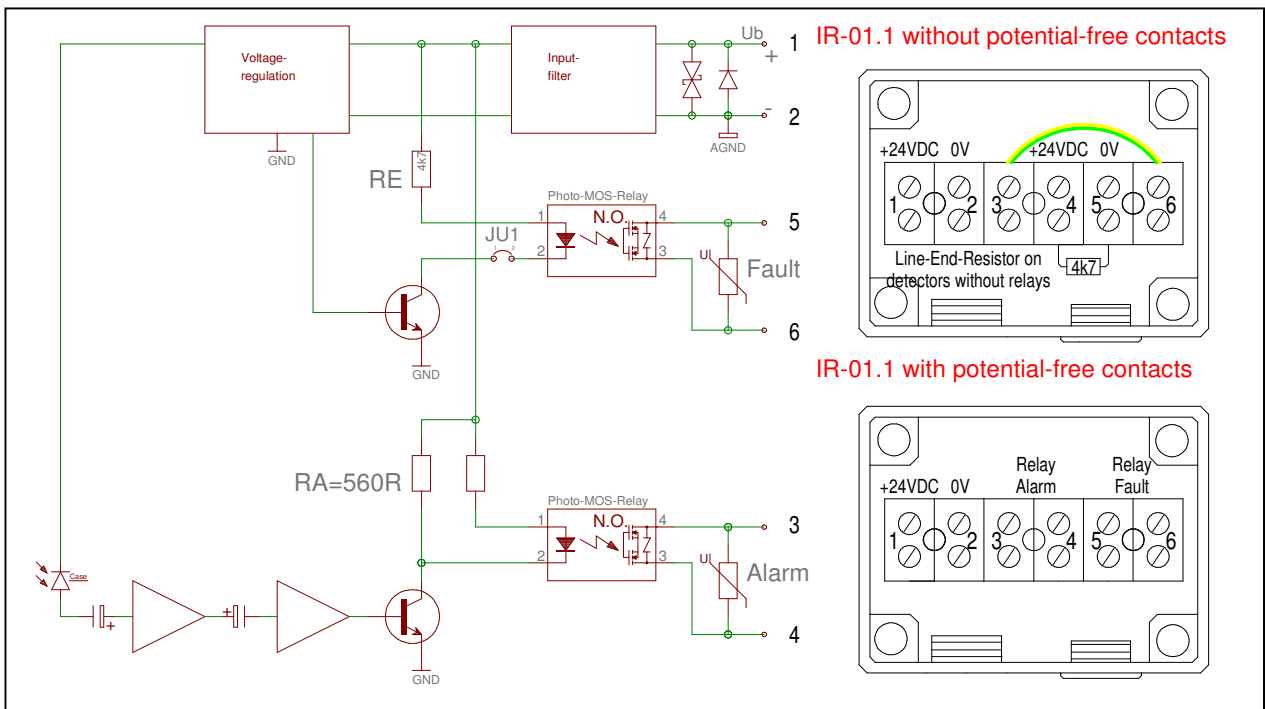 Voltage-
regulation
GND
Input-
filter
Ub
+
1
-
2
AGND
RE
4k7
JU1
1 2
Photo-MOS-Relay
N.O.
1
2
4
3
5
UI
Fault
6
GND
RA=560R
Photo-MOS-Relay
N.O.
1
2
4
3
3
UI
Alarm
4
GND
Case
+
+
IR-01.1 without potential-free contacts
+24VDC 0V +24VDC 0V
1 2 3 4 5 6
Line-End-Resistor on
detectors without relays
4k7
IR-01.1 with potential-free contacts
Relay Relay
+24VDC 0V Alarm Fault
1 2 3 4 5 6